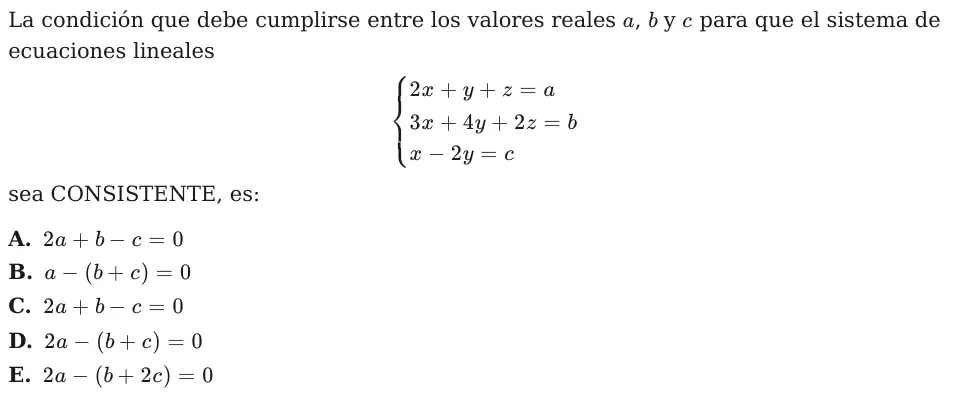 La condición que debe cumplirse entre los valores reales a, b y c para que el sistema de
ecuaciones lineales
2x + y + z = a
3x + 4y + 2z = b
x − 2y = c
sea CONSISTENTE, es:
A. 2a + b − c = 0
B. a − (b + c) = 0
C. 2a + b − c = 0
D. 2a − (b + c) = 0
E. 2a − (b + 2c) = 0